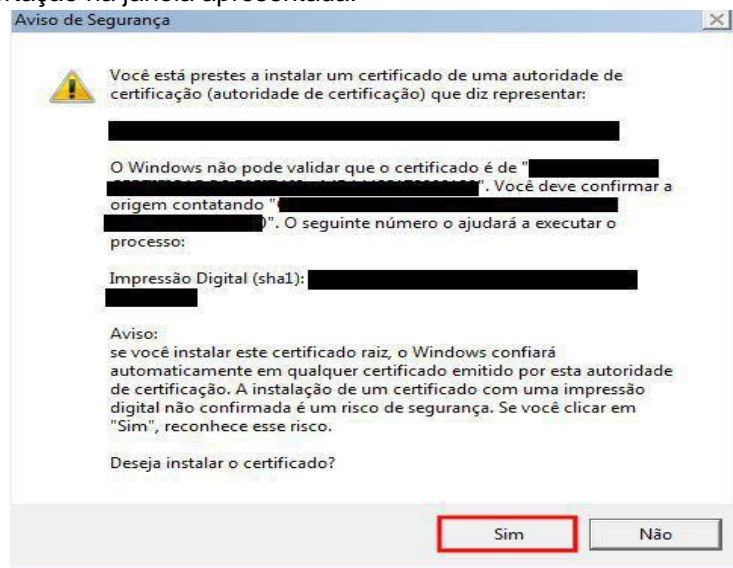 na janela apresentada.
Aviso de Segurança
Você está prestes a instalar um certificado de uma autoridade de
certificação (autoridade de certificação) que diz representar:
O Windows não pode validar que o certificado é de "
". Você deve confirmar a
origem contatando "
)". O seguinte número o ajudará a executar o
processo:
Impressão Digital (sha1):
Aviso:
se você instalar este certificado raiz, o Windows confiará
automaticamente em qualquer certificado emitido por esta autoridade
de certificação. A instalação de um certificado com uma impressão
digital não confirmada é um risco de segurança. Se você clicar em
"Sim", reconhece esse risco.
Deseja instalar o certificado?
Sim
Não